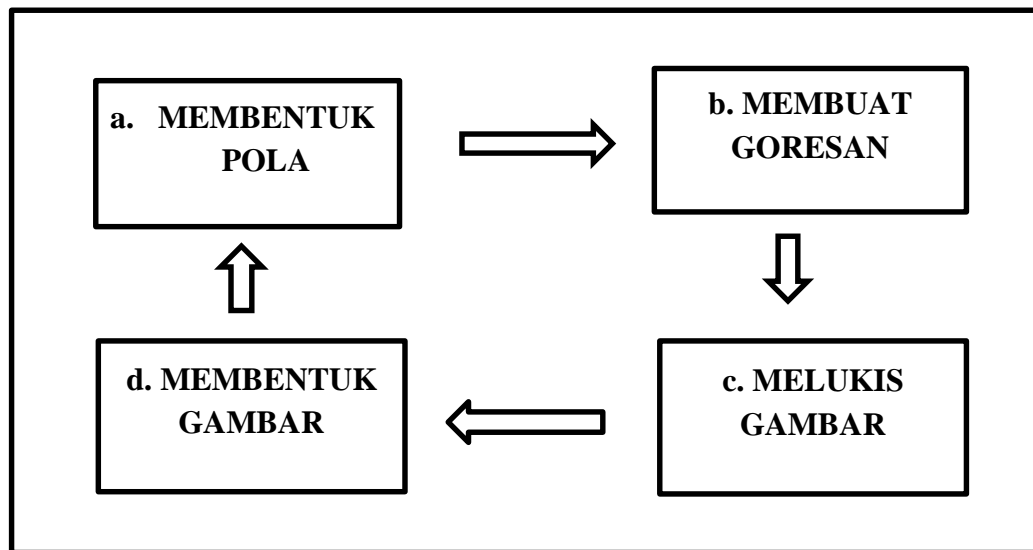 a. MEMBENTUK
POLA
b. MEMBUAT
GORESAN
c. MELUKIS
GAMBAR
d. MEMBENTUK
GAMBAR